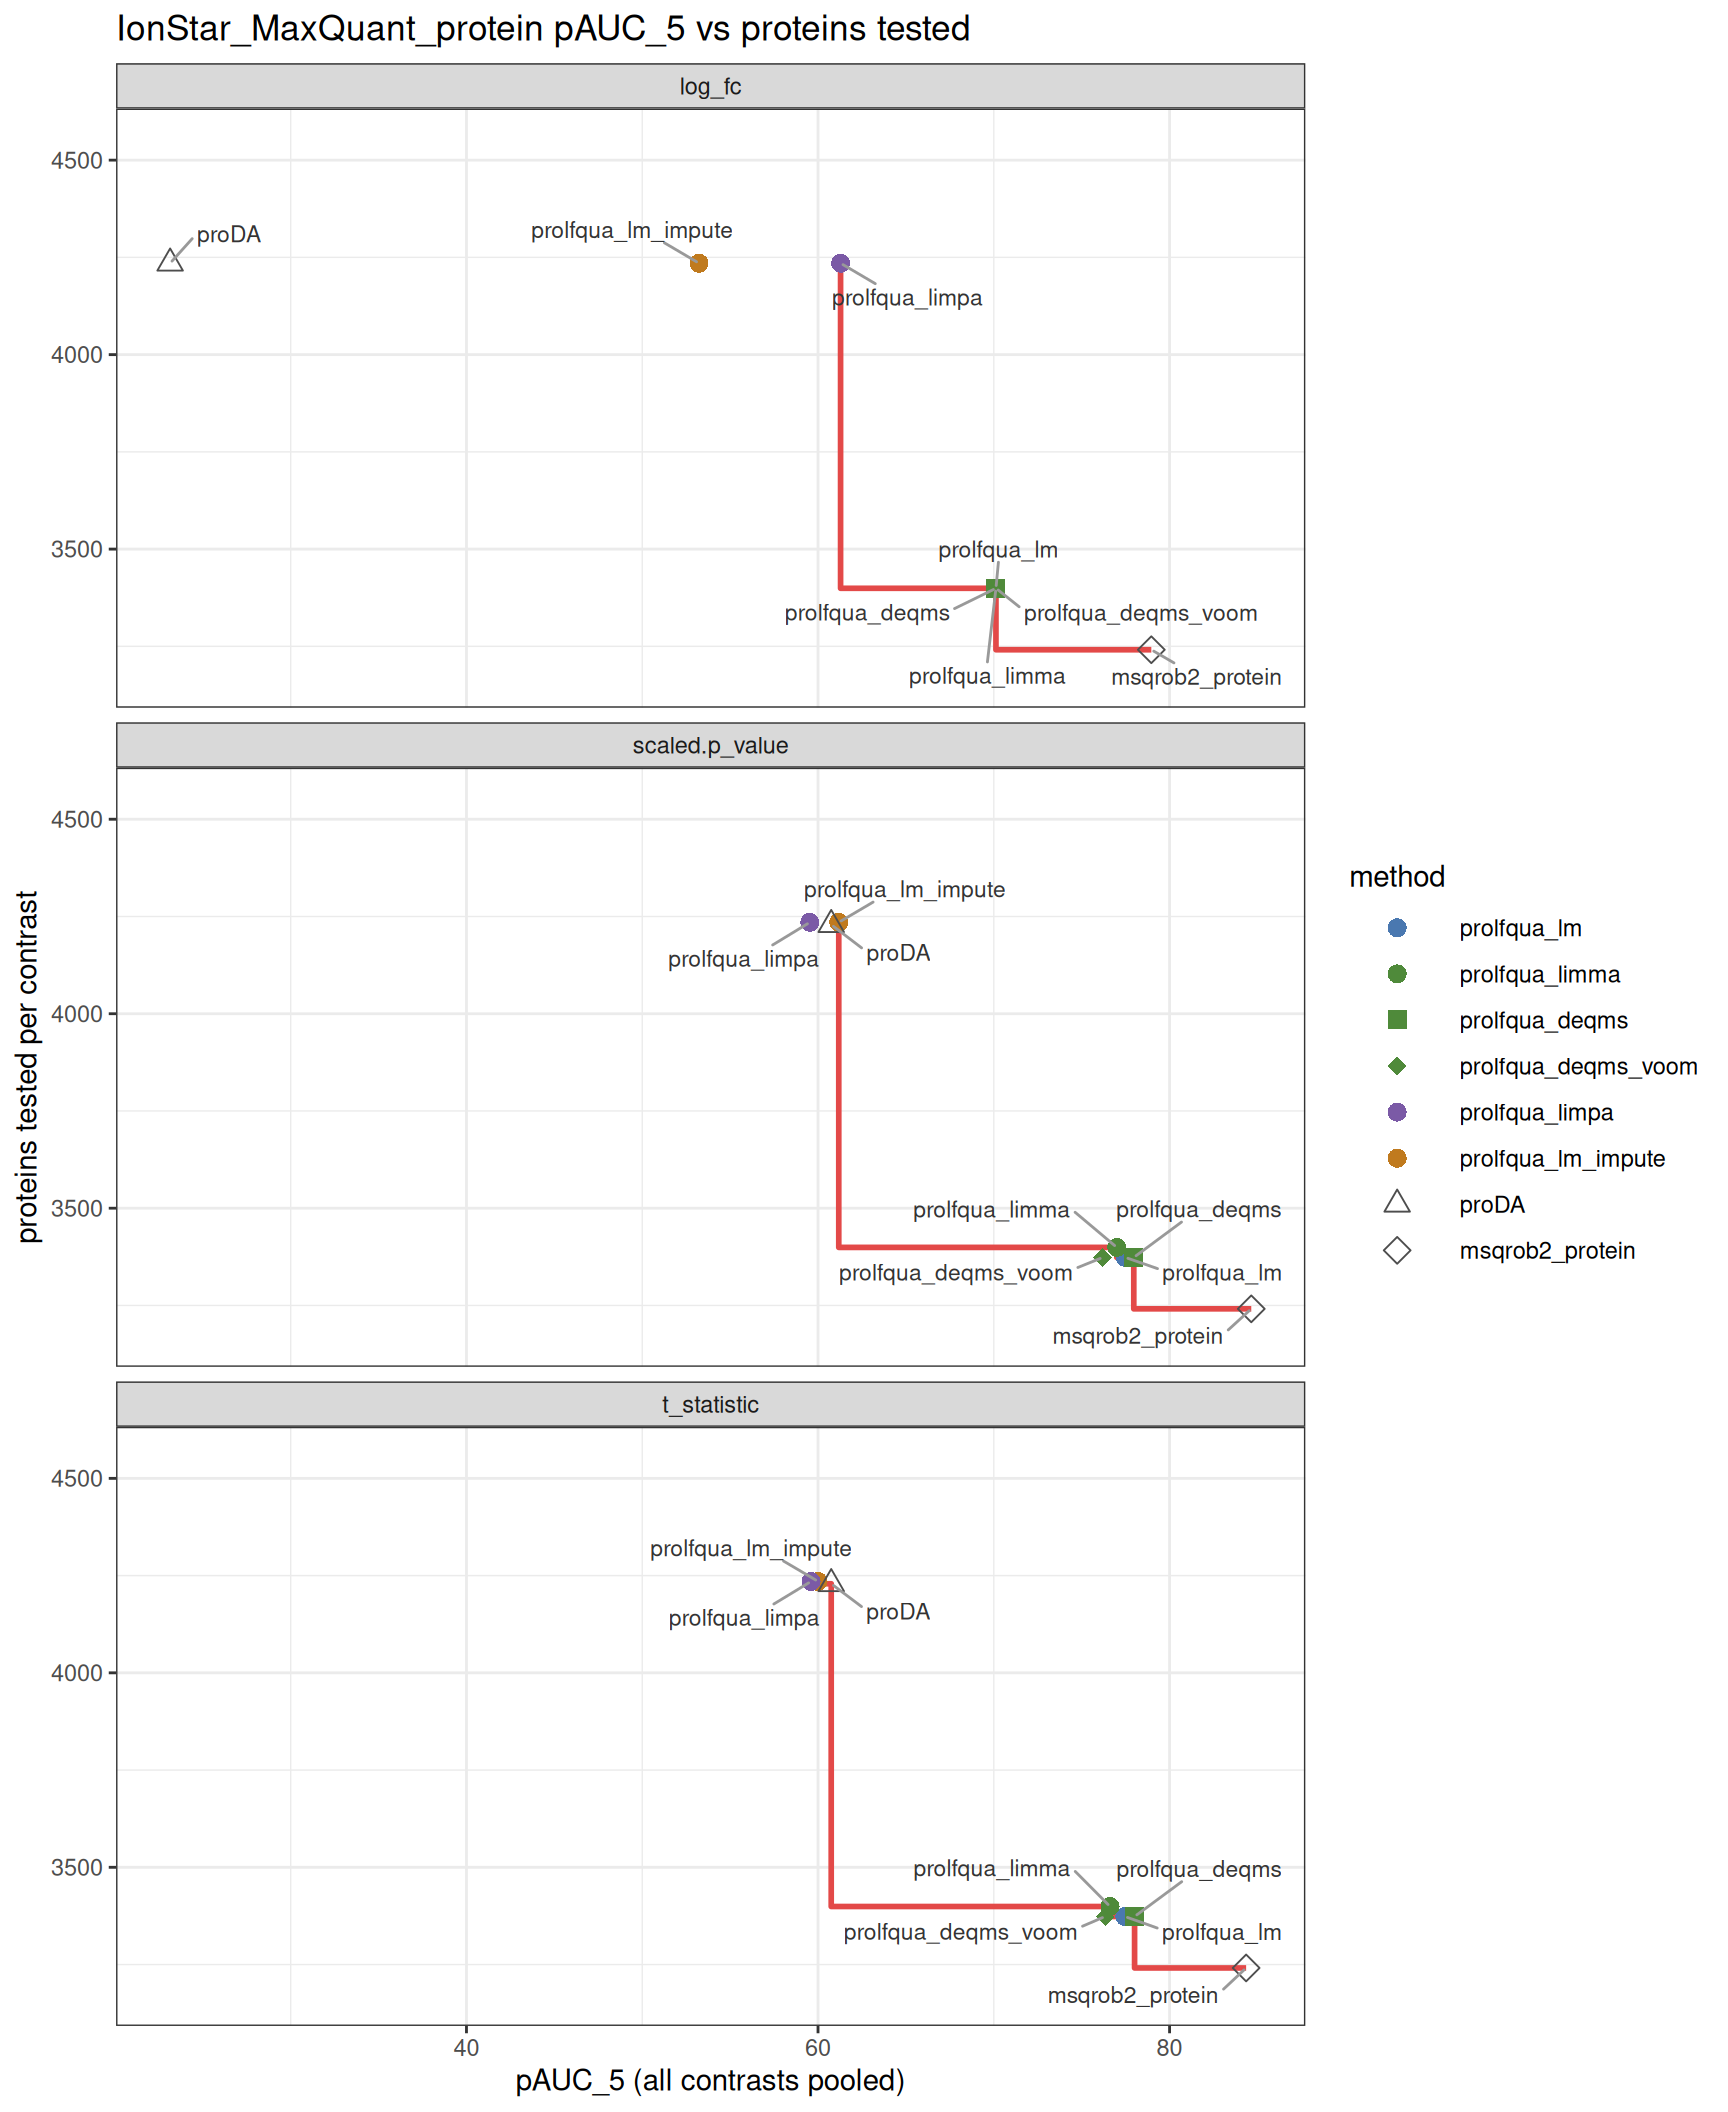 IonStar_MaxQuant_protein pAUC_5 vs proteins tested
log_fc
4500
4000
3500
proDA
prolfqua_lm_impute
prolfqua_limpa
prolfqua_lm
prolfqua_deqms
prolfqua_deqms_voom
prolfqua_limma
msqrob2_protein
scaled.p_value
4500
4000
3500
prolfqua_lm_impute
prolfqua_limpa
proDA
prolfqua_limma
prolfqua_deqms
prolfqua_deqms_voom
prolfqua_lm
msqrob2_protein
t_statistic
4500
4000
3500
prolfqua_lm_impute
prolfqua_limpa
proDA
prolfqua_limma
prolfqua_deqms
prolfqua_deqms_voom
prolfqua_lm
msqrob2_protein
40
60
80
pAUC_5 (all contrasts pooled)
proteins tested per contrast
method
prolfqua_lm
prolfqua_limma
prolfqua_deqms
prolfqua_deqms_voom
prolfqua_limpa
prolfqua_lm_impute
proDA
msqrob2_protein